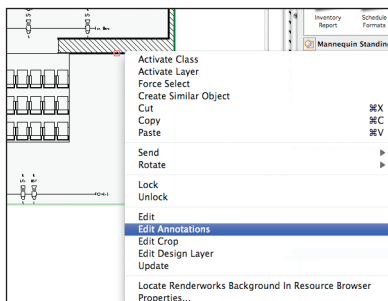 Inventory
Report
Schedule
Formats
Mannequin Standin
Activate Class
Activate Layer
Force Select
Create Similar Object
Cut ⌘X
Copy ⌘C
Paste ⌘V
Send
Rotate
Lock
Unlock
Edit
Edit Annotations
Edit Crop
Edit Design Layer
Update
Locate Renderworks Background In Resource Browser
Properties...